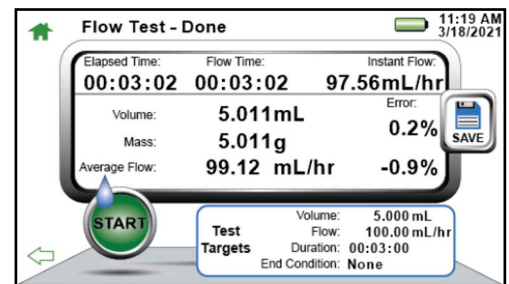 Flow Test - Done
11:19 AM
3/18/2021
Elapsed Time: Flow Time: Instant Flow:
00:03:02 00:03:02 97.56mL/hr
Error:
Volume: 5.011mL 0.2%
Mass: 5.011g
Average Flow: 99.12 mL/hr -0.9%
SAVE
START
Test Targets
Volume: 5.000 mL
Flow: 100.00 mL/hr
Duration: 00:03:00
End Condition: None